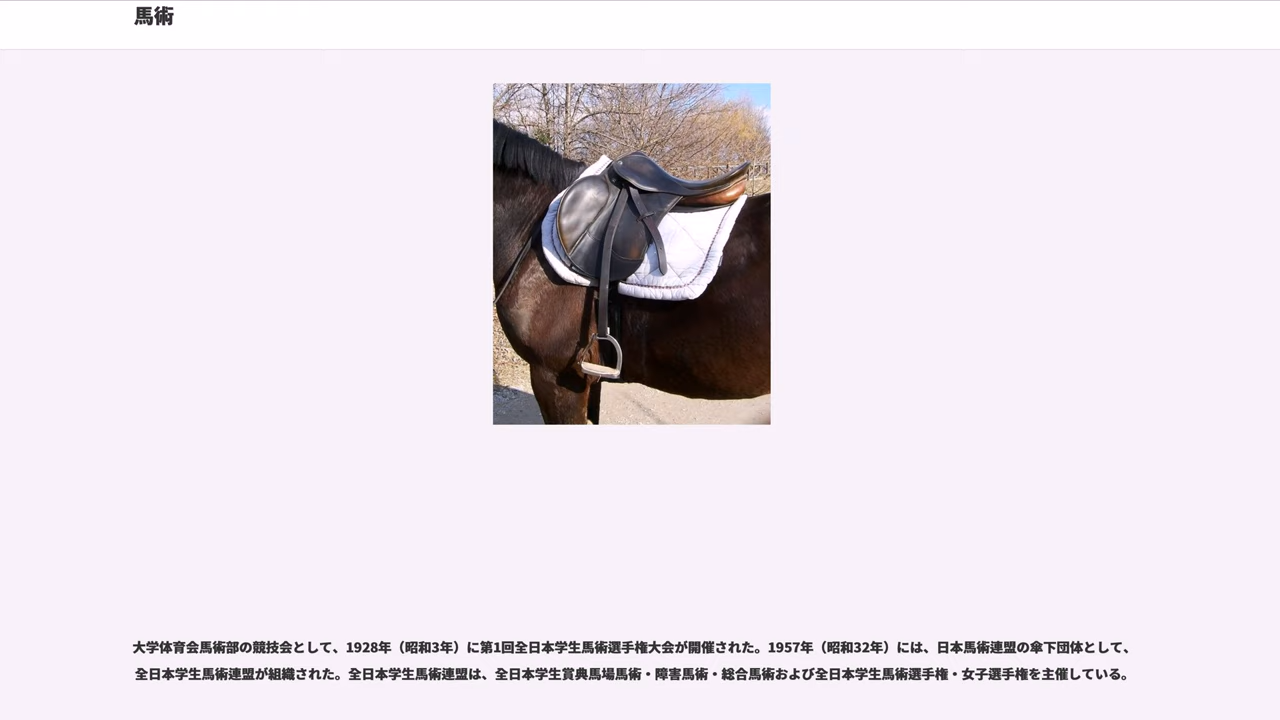 馬術
大学体育会馬術部の競技会として、1928年（昭和3年）に第1回全日本学生馬術選手権大会が開催された。1957年（昭和32年）には、日本馬術連盟の傘下団体として、
全日本学生馬術連盟が組織された。全日本学生馬術連盟は、全日本学生賞典馬場馬術・障害馬術・総合馬術および全日本学生馬術選手権・女子選手権を主催している。